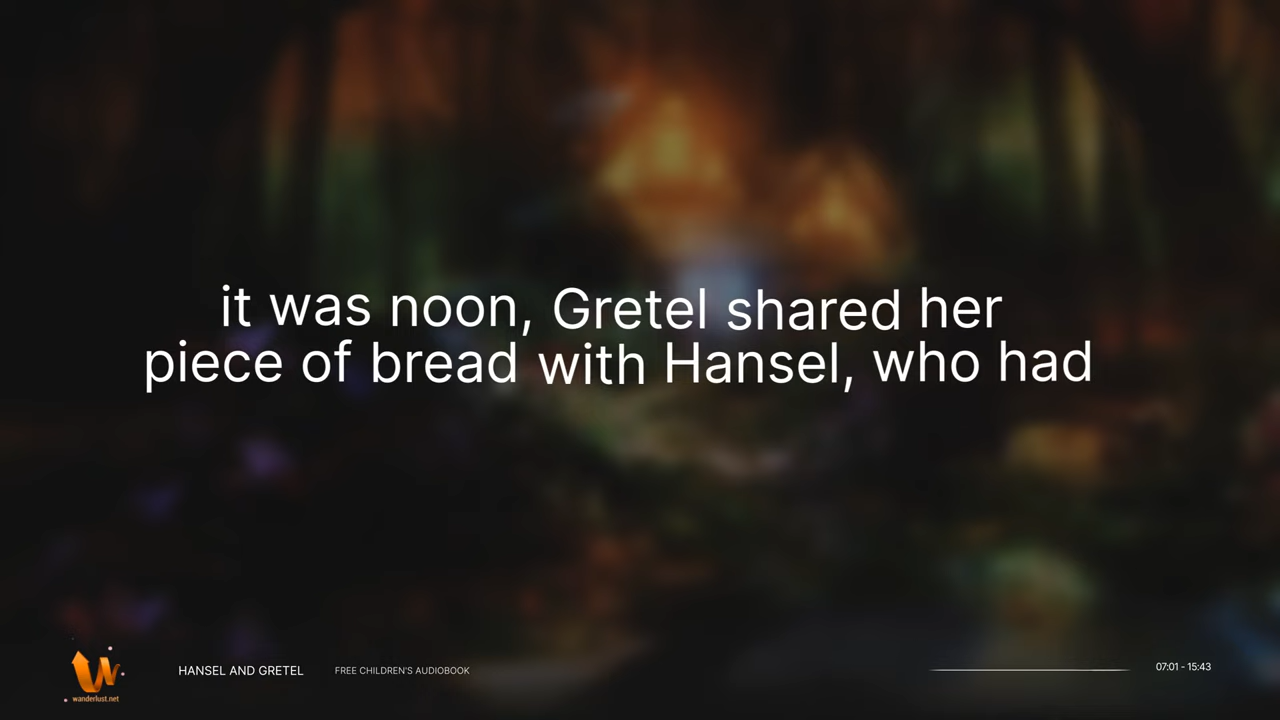 it was noon, Gretel shared her
piece of bread with Hansel, who had
wanderlust.net
HANSEL AND GRETEL
FREE CHILDREN'S AUDIOBOOK
07:01 - 15:43